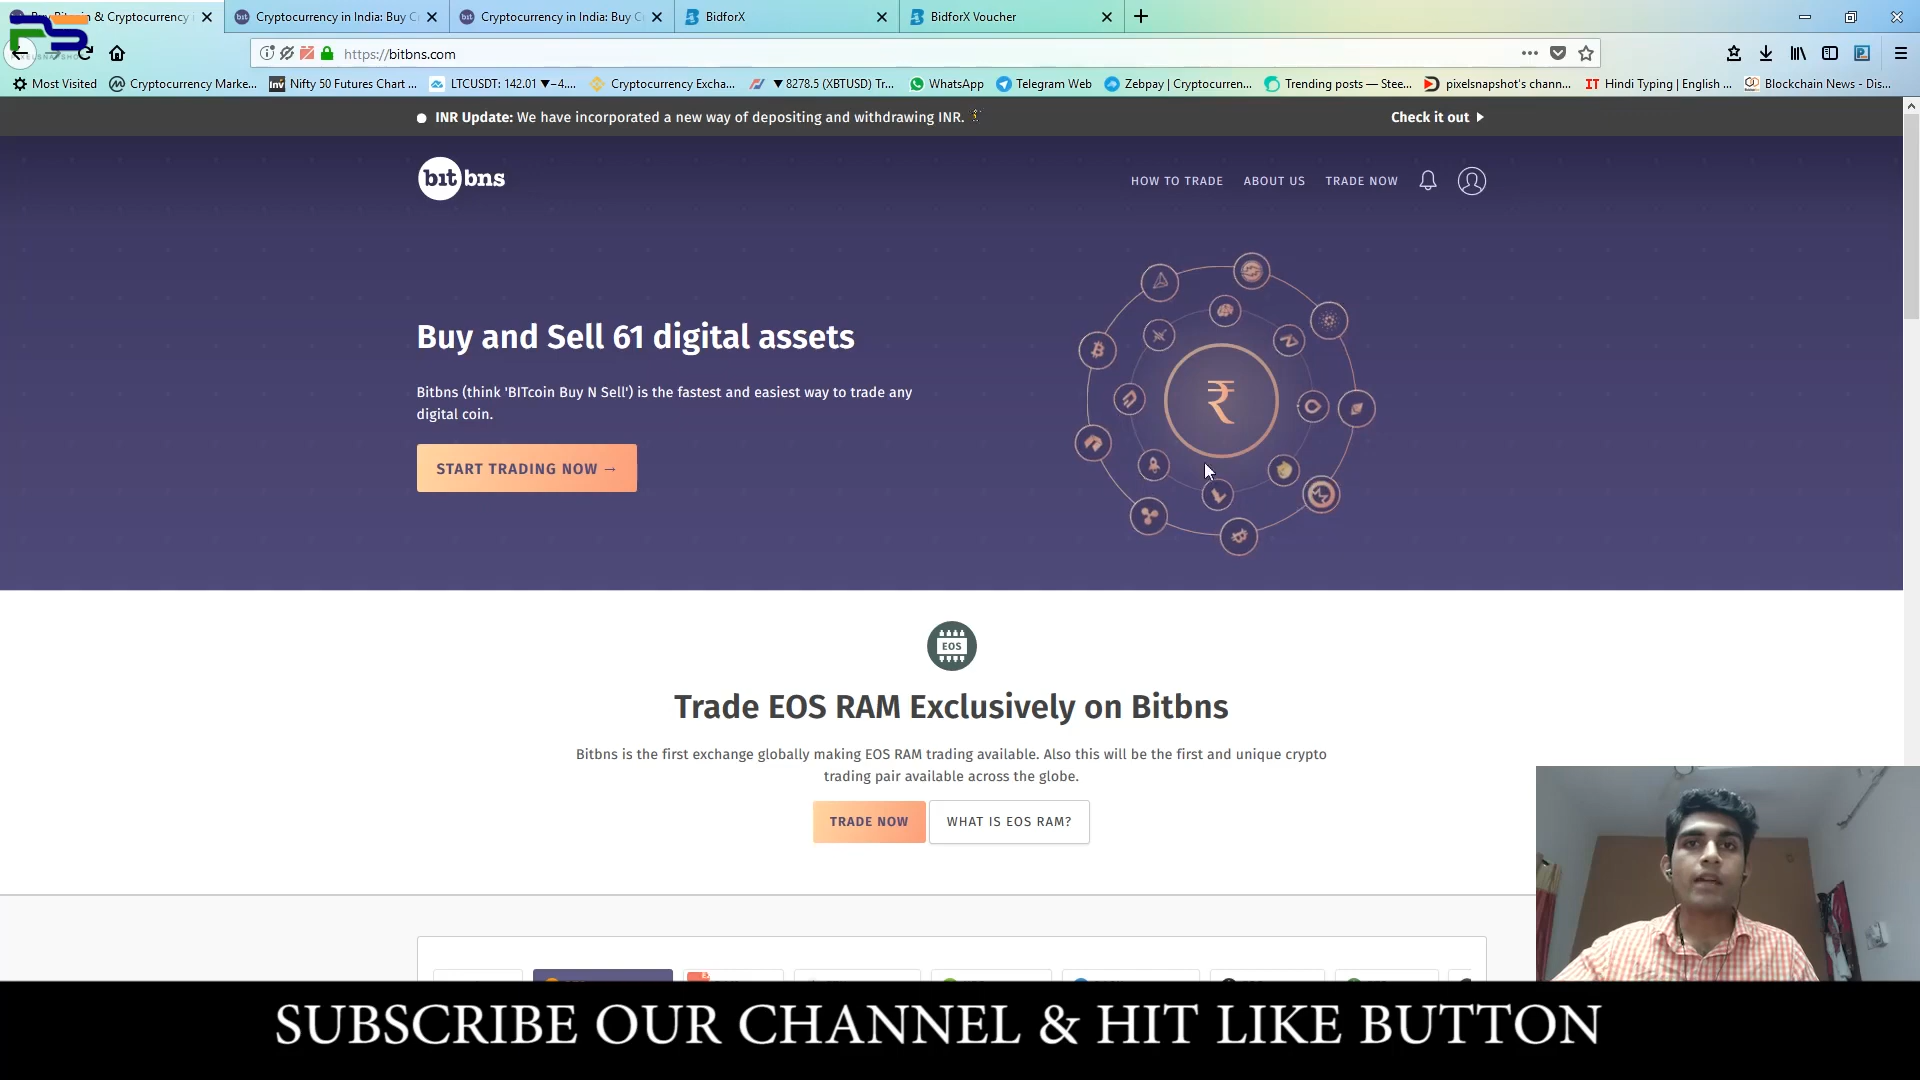 Buy Bitcoin & Cryptocurrency
Cryptocurrency in India: Buy C
Cryptocurrency in India: Buy C
BidforX
BidforX Voucher
https://bitbns.com
Most Visited
Cryptocurrency Marke...
Nifty 50 Futures Chart ...
LTCUSDT: 142.01 ▼−4....
Cryptocurrency Excha...
▼ 8278.5 (XBTUSD) Tr...
WhatsApp
Telegram Web
Zebpay | Cryptocurren...
Trending posts — Stee...
pixelsnapshot's chann...
IT Hindi Typing | English ...
Blockchain News - Dis...
INR Update: We have incorporated a new way of depositing and withdrawing INR.
Check it out
bitbns
HOW TO TRADE
ABOUT US
TRADE NOW
Buy and Sell 61 digital assets
Bitbns (think 'BITcoin Buy N Sell') is the fastest and easiest way to trade any
digital coin.
START TRADING NOW →
₹
EOS
Trade EOS RAM Exclusively on Bitbns
Bitbns is the first exchange globally making EOS RAM trading available. Also this will be the first and unique crypto
trading pair available across the globe.
TRADE NOW
WHAT IS EOS RAM?
SUBSCRIBE OUR CHANNEL & HIT LIKE BUTTON